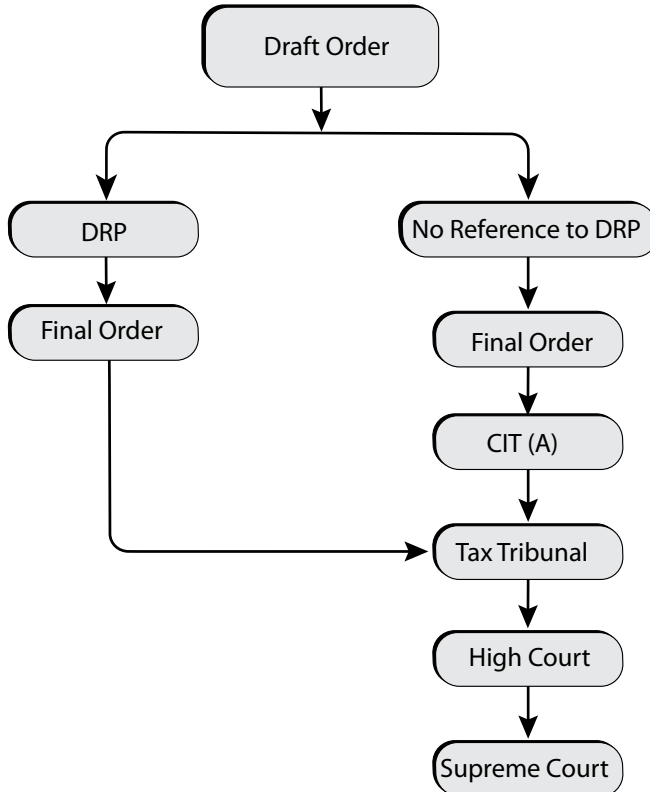 Draft Order
DRP
No Reference to DRP
Final Order
Final Order
CIT (A)
Tax Tribunal
High Court
Supreme Court